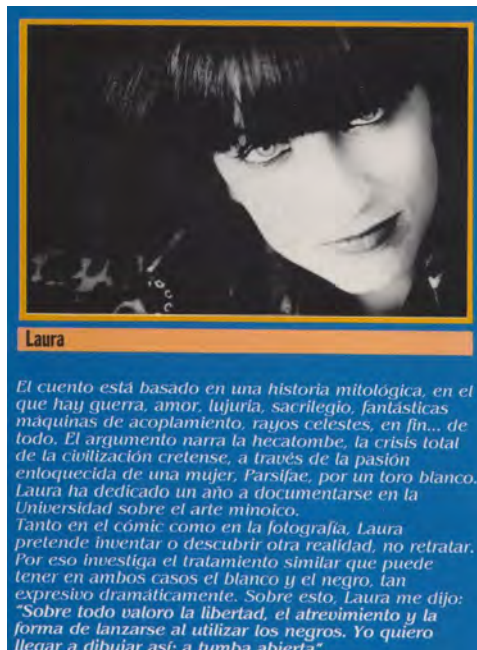 Laura
El cuento está basado en una historia mitológica, en el
que hay guerra, amor, lujuria, sacrilegio, fantásticas
máquinas de acoplamiento, rayos celestes, en fin... de
todo. El argumento narra la hecatombe, la crisis total
de la civilización cretense, a través de la pasión
enloquecida de una mujer, Parsifae, por un toro blanco.
Laura ha dedicado un año a documentarse en la
Universidad sobre el arte minoico.
Tanto en el cómic como en la fotografía, Laura
pretende inventar o descubrir otra realidad, no retratar.
Por eso investiga el tratamiento similar que puede
tener en ambos casos el blanco y el negro, tan
expresivo dramáticamente. Sobre esto, Laura me dijo:
"Sobre todo valoro la libertad, el atrevimiento y la
forma de lanzarse al utilizar los negros. Yo quiero
llegar a dibujar así: a tumba abierta"